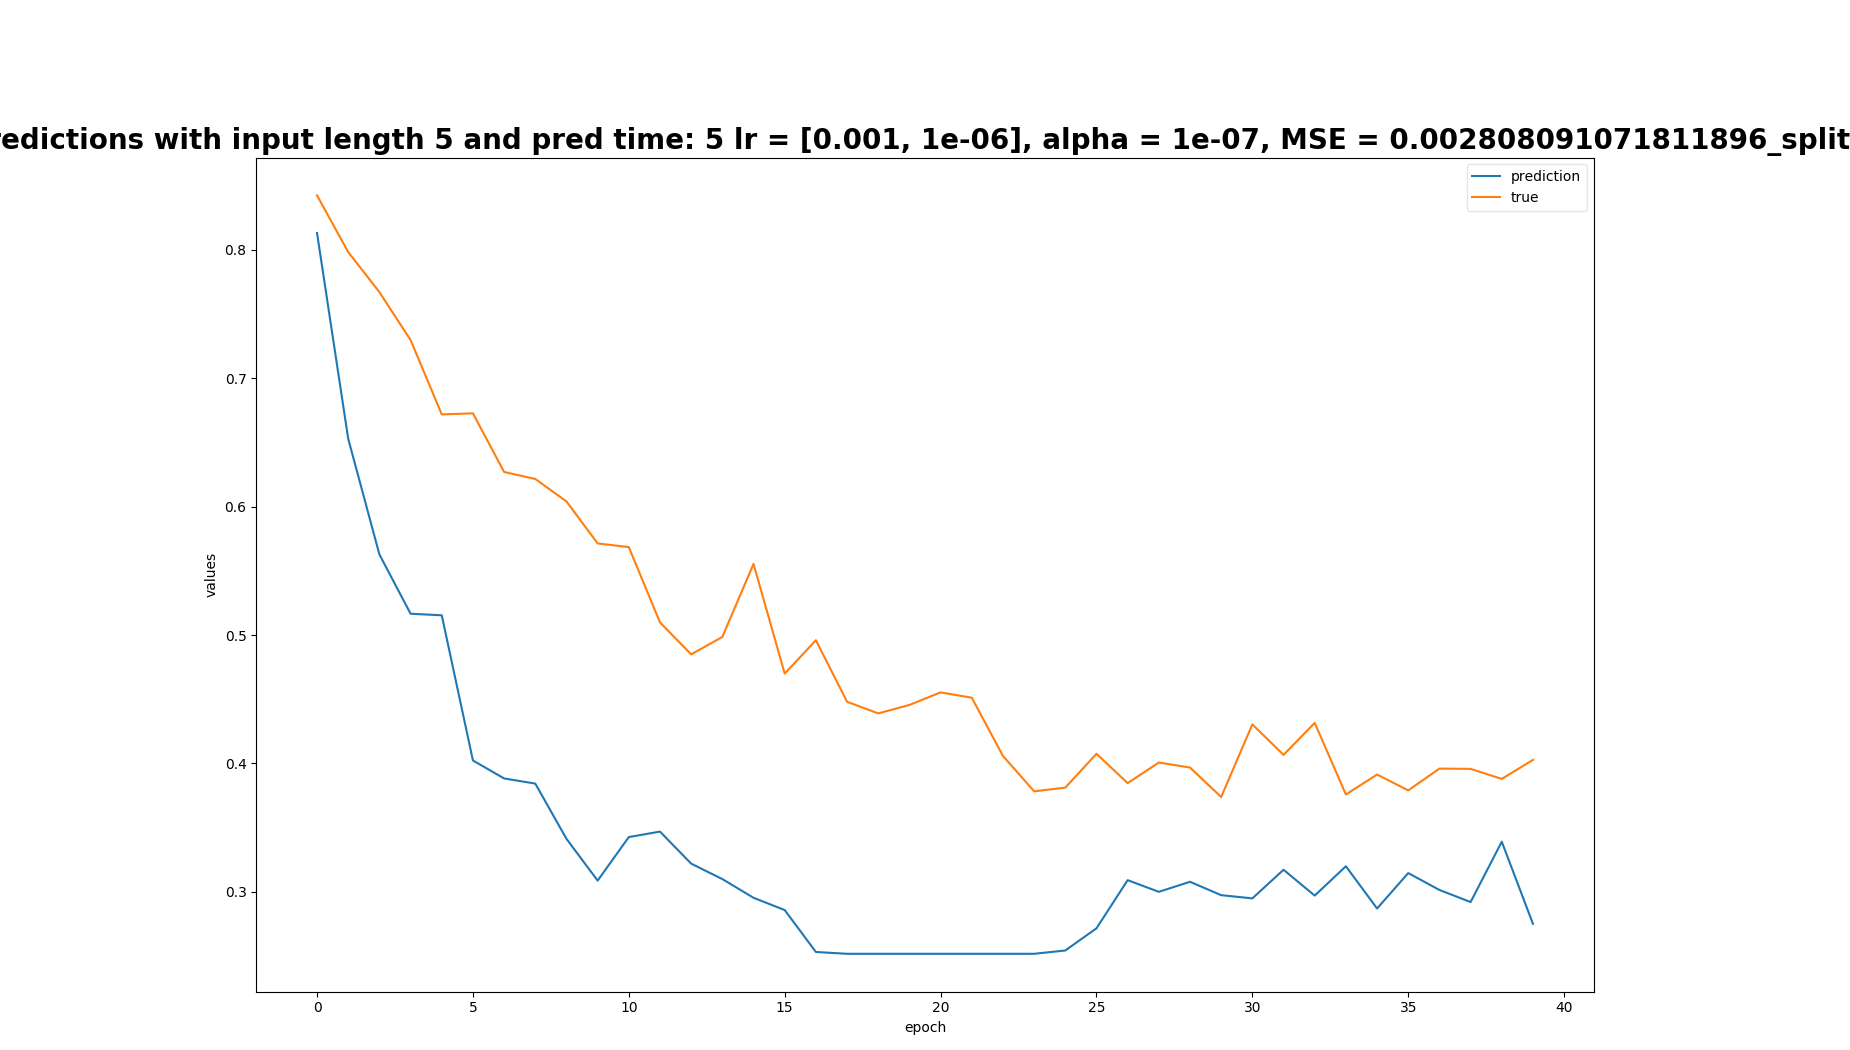 redictions with input length 5 and pred time: 5 lr = [0.001, 1e-06], alpha = 1e-07, MSE = 0.002808091071811896_split
prediction
true
0.8
0.7
0.6
0.5
0.4
0.3
values
0 5 10 15 20 25 30 35 40
epoch